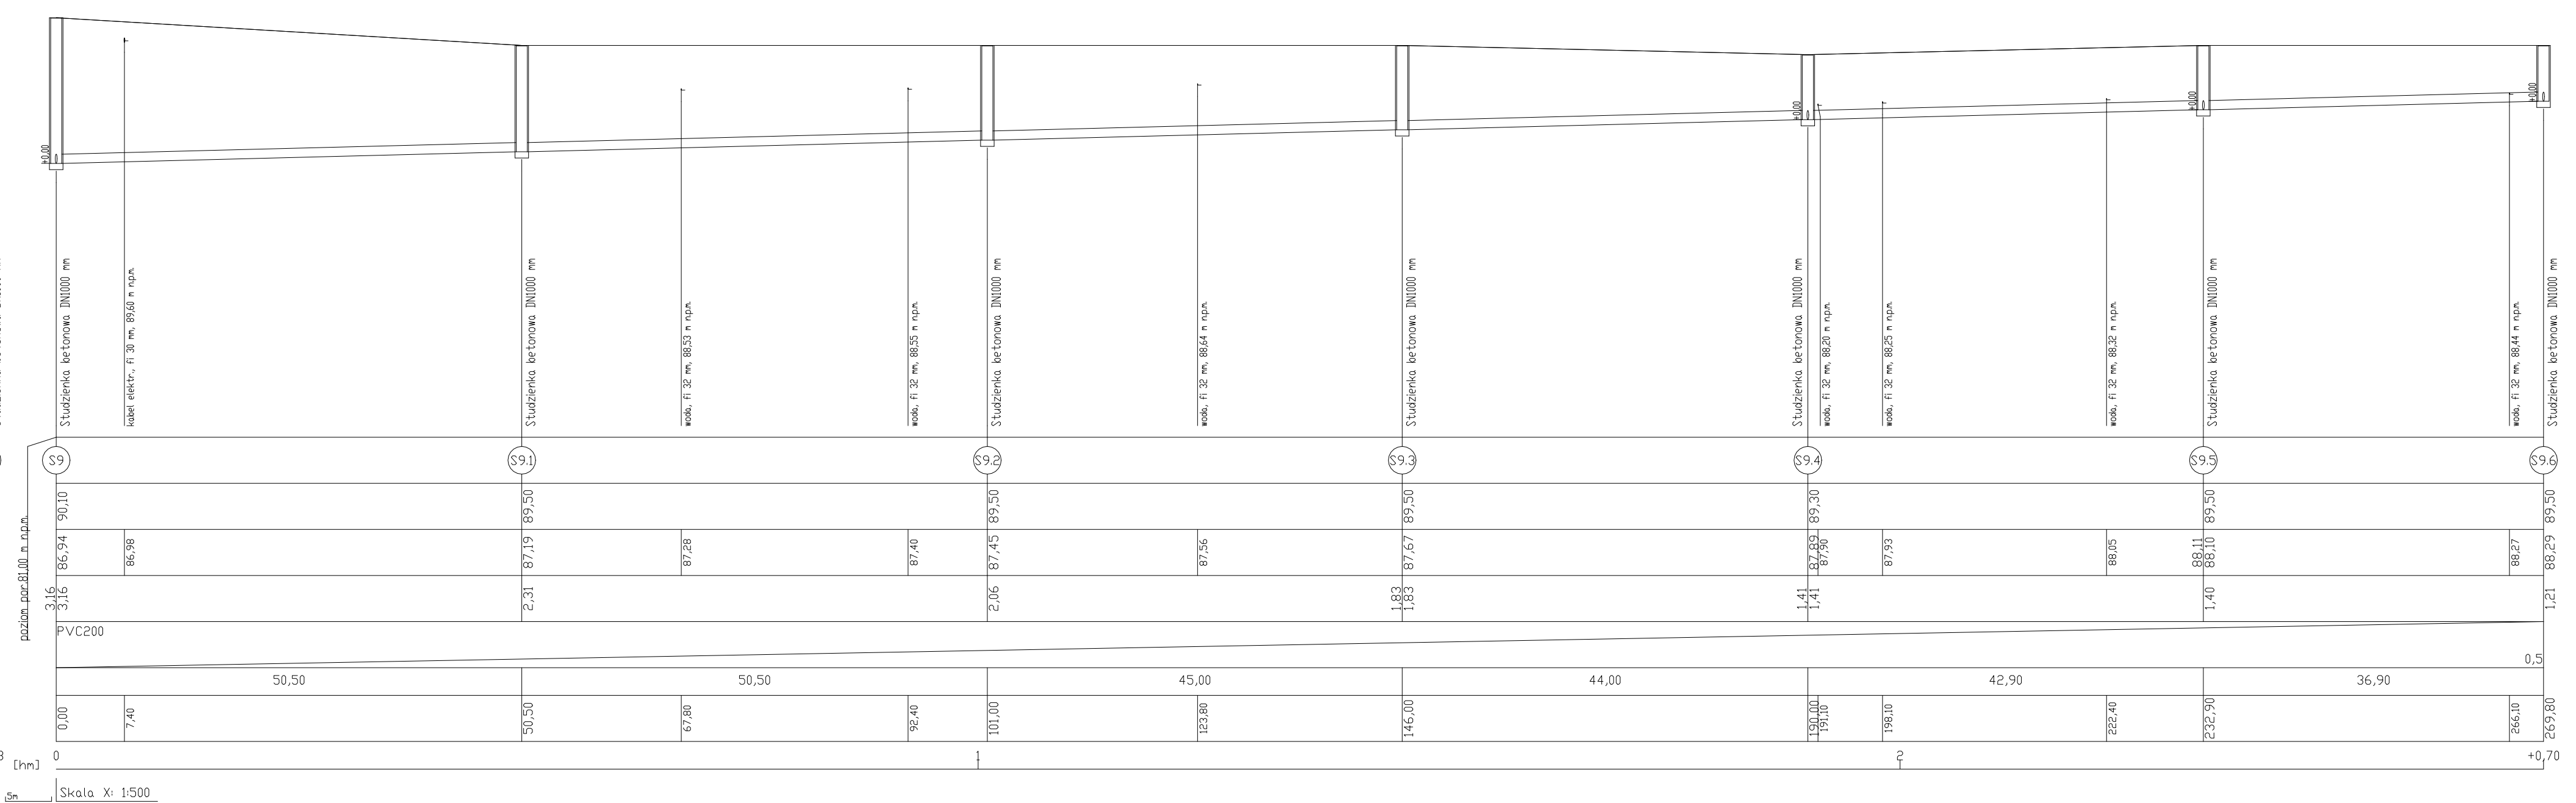 +0,00
+0,00
+0,00
+0,00
Studzienka betonowa DN1000 mm
kabel elektr., fi 30 mm, 89,60 m n.p.m.
Studzienka betonowa DN1000 mm
woda, fi 32 mm, 88,53 m n.p.m.
woda, fi 32 mm, 88,55 m n.p.m.
Studzienka betonowa DN1000 mm
woda, fi 32 mm, 88,64 m n.p.m.
Studzienka betonowa DN1000 mm
Studzienka betonowa DN1000 mm
woda, fi 32 mm, 88,20 m n.p.m.
woda, fi 32 mm, 88,25 m n.p.m.
woda, fi 32 mm, 88,32 m n.p.m.
Studzienka betonowa DN1000 mm
woda, fi 32 mm, 88,44 m n.p.m.
Studzienka betonowa DN1000 mm
S9 S9.1 S9.2 S9.3 S9.4 S9.5 S9.6
poziom por.81,00 m n.p.m.
90,10 89,50 89,50 89,50 89,30 89,50 89,50
86,94 86,98 87,19 87,28 87,40 87,45 87,56 87,67 87,89 87,90 87,93 88,05 88,11 88,10 88,27 88,29
3,16 3,16 2,31 2,06 1,83 1,83 1,41 1,41 1,40 1,21
PVC200
0,5
50,50 50,50 45,00 44,00 42,90 36,90
0,00 7,40 50,50 67,80 92,40 101,00 123,80 146,00 190,00 191,10 198,10 222,40 232,90 266,10 269,80
[hm] 0 1 2 +0,70
5m
Skala X: 1:500